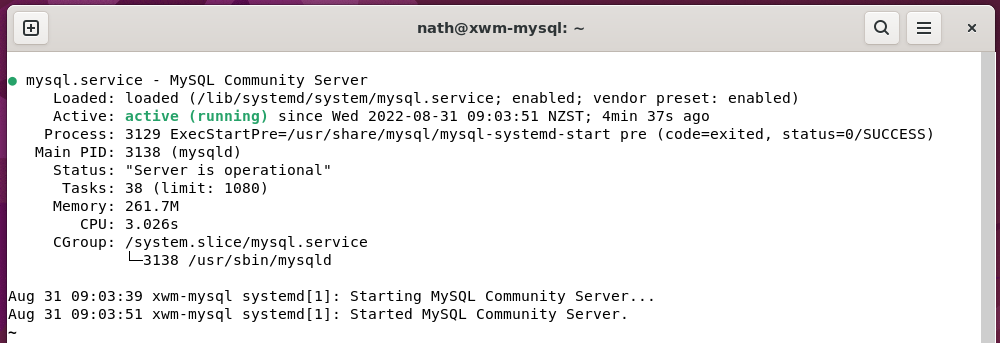 nath@xwm-mysql: ~
● mysql.service - MySQL Community Server
     Loaded: loaded (/lib/systemd/system/mysql.service; enabled; vendor preset: enabled)
     Active: active (running) since Wed 2022-08-31 09:03:51 NZST; 4min 37s ago
    Process: 3129 ExecStartPre=/usr/share/mysql/mysql-systemd-start pre (code=exited, status=0/SUCCESS)
   Main PID: 3138 (mysqld)
     Status: "Server is operational"
      Tasks: 38 (limit: 1080)
     Memory: 261.7M
        CPU: 3.026s
     CGroup: /system.slice/mysql.service
             └─3138 /usr/sbin/mysqld
Aug 31 09:03:39 xwm-mysql systemd[1]: Starting MySQL Community Server...
Aug 31 09:03:51 xwm-mysql systemd[1]: Started MySQL Community Server.
~